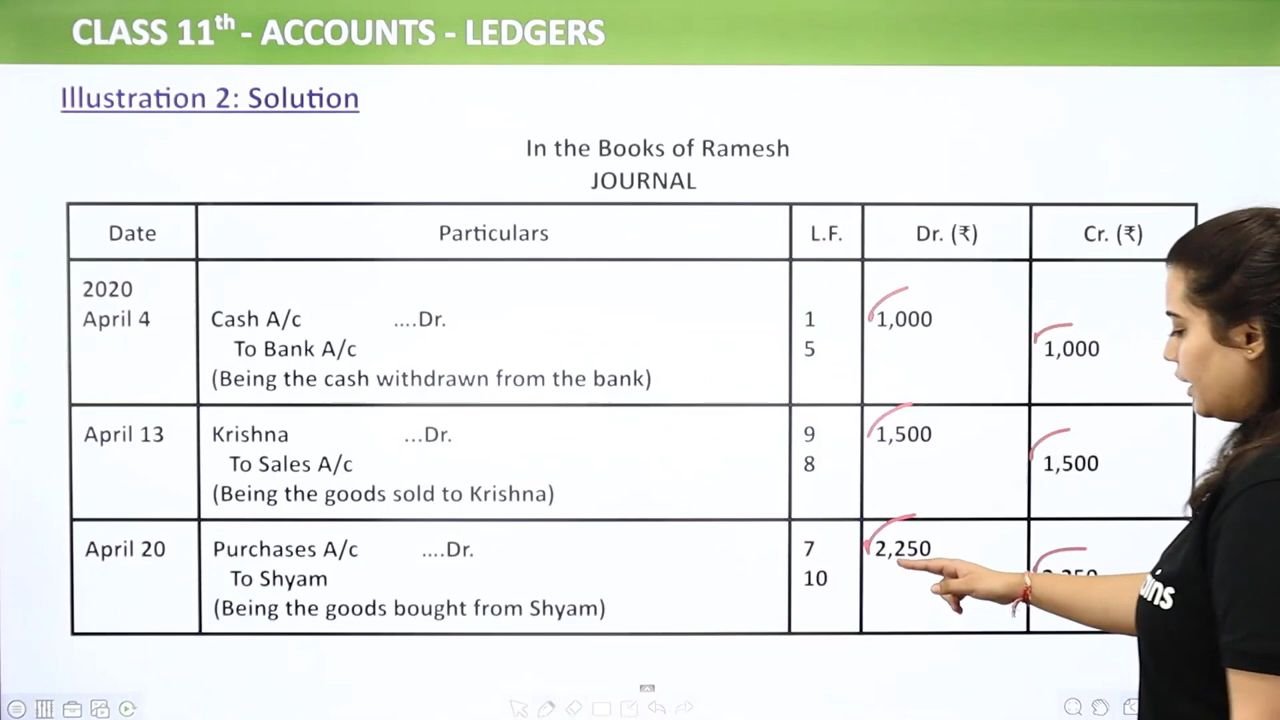 CLASS 11th - ACCOUNTS - LEDGERS
Illustration 2: Solution
In the Books of Ramesh
JOURNAL
Date Particulars L.F. Dr. (₹) Cr. (₹)
2020
April 4 Cash A/c ....Dr. 1 1,000
To Bank A/c 5 1,000
(Being the cash withdrawn from the bank)
April 13 Krishna ...Dr. 9 1,500
To Sales A/c 8 1,500
(Being the goods sold to Krishna)
April 20 Purchases A/c ....Dr. 7 2,250
To Shyam 10
(Being the goods bought from Shyam)